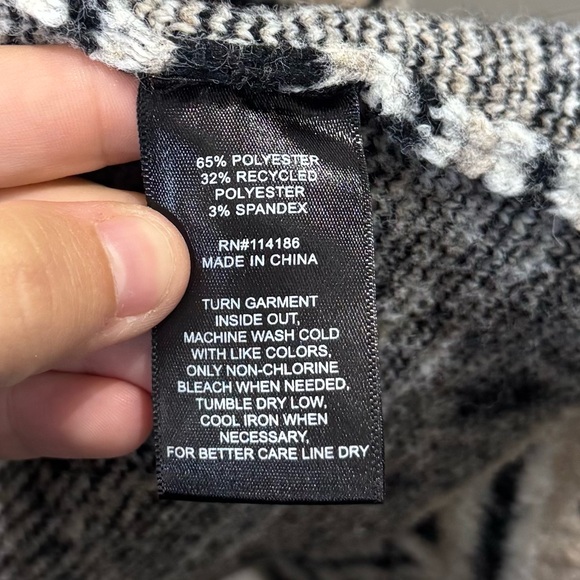 65% POLYESTER
32% RECYCLED
POLYESTER
3% SPANDEX
RN#114186
MADE IN CHINA
TURN GARMENT
INSIDE OUT,
MACHINE WASH COLD
WITH LIKE COLORS,
ONLY NON-CHLORINE
BLEACH WHEN NEEDED,
TUMBLE DRY LOW,
COOL IRON WHEN
NECESSARY,
FOR BETTER CARE LINE DRY